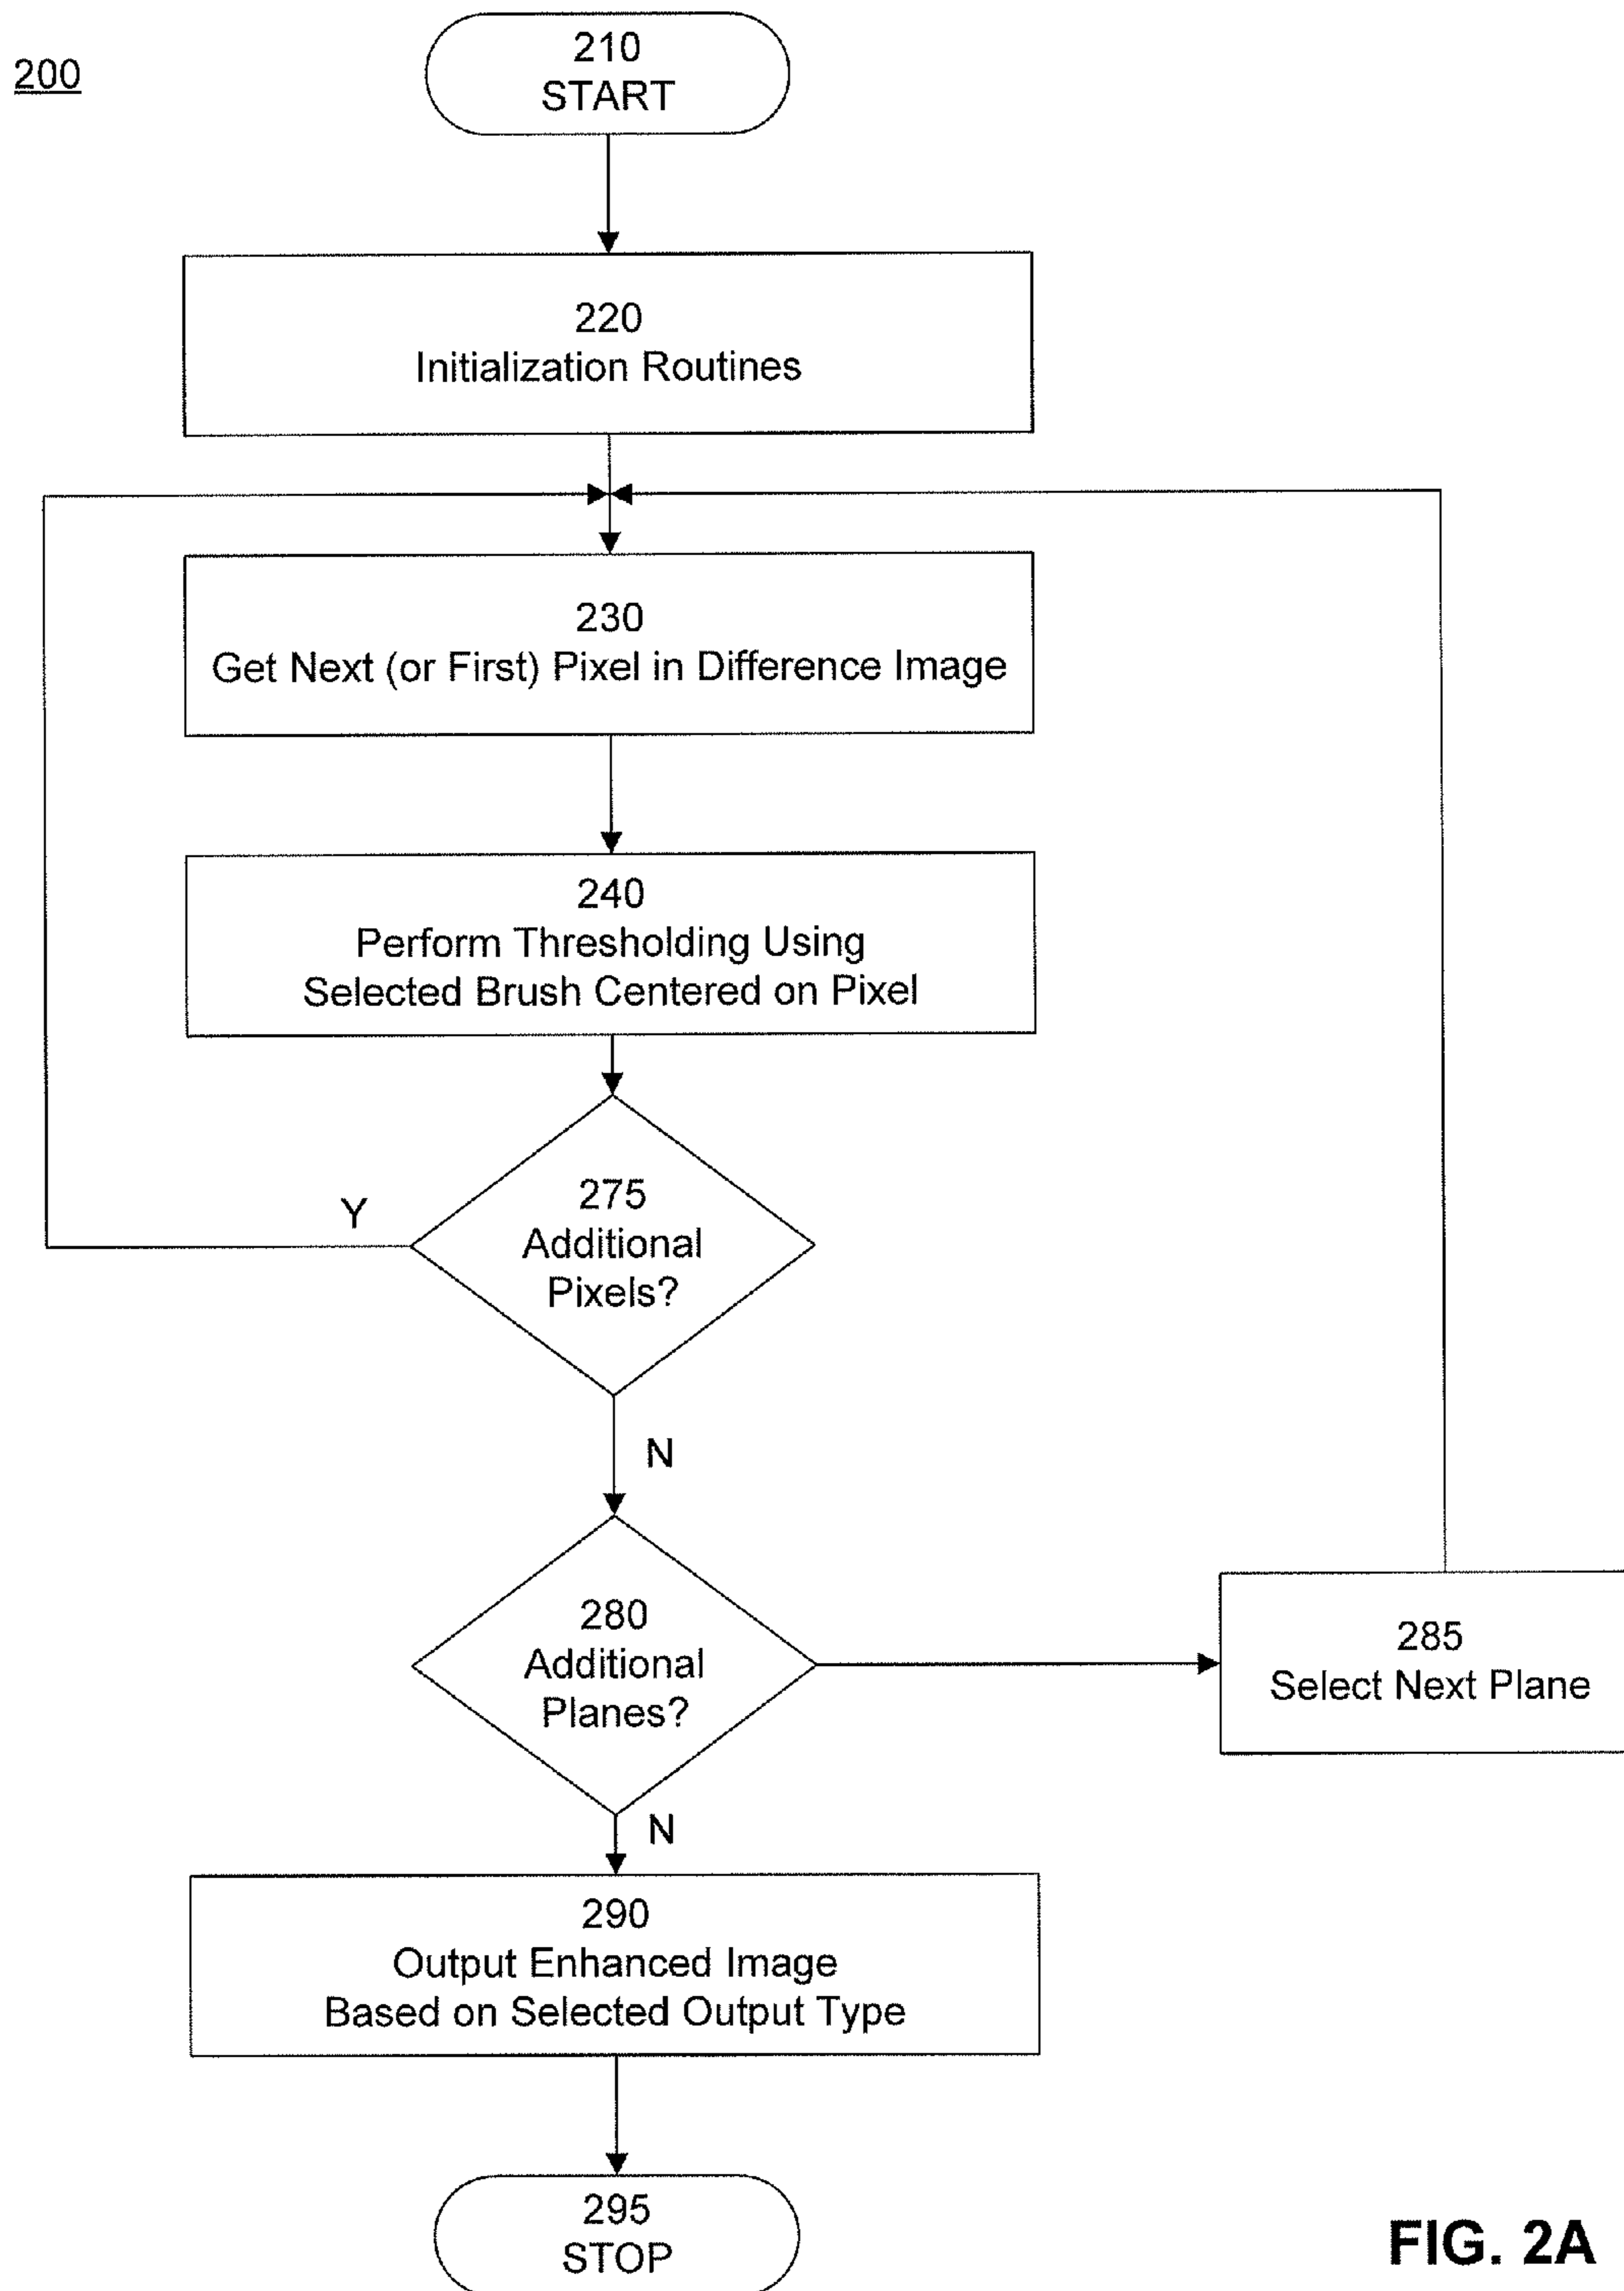 200
210
START
220
Initialization Routines
230
Get Next (or First) Pixel in Difference Image
240
Perform Thresholding Using
Selected Brush Centered on Pixel
275
Additional
Pixels?
Y
N
280
Additional
Planes?
285
Select Next Plane
N
290
Output Enhanced Image
Based on Selected Output Type
295
STOP
FIG. 2A